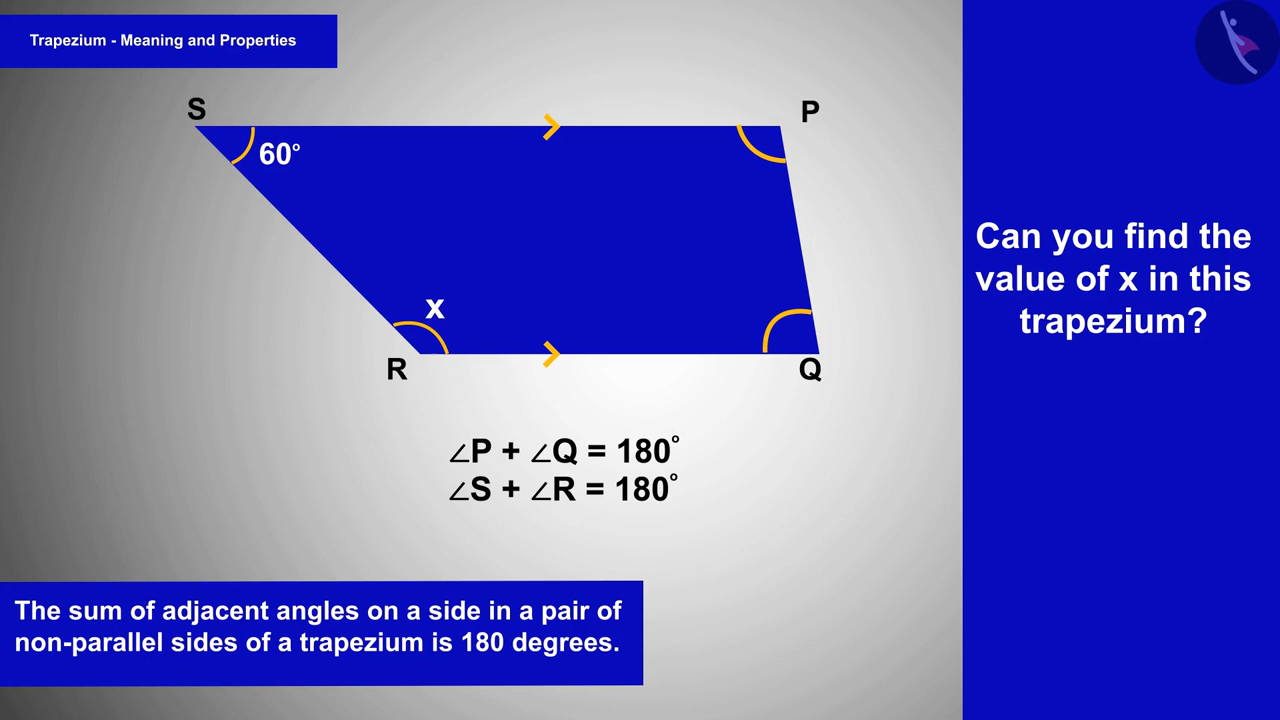 Trapezium - Meaning and Properties
S
P
60°
x
R
Q
∠P + ∠Q = 180°
∠S + ∠R = 180°
The sum of adjacent angles on a side in a pair of
non-parallel sides of a trapezium is 180 degrees.
Can you find the
value of x in this
trapezium?